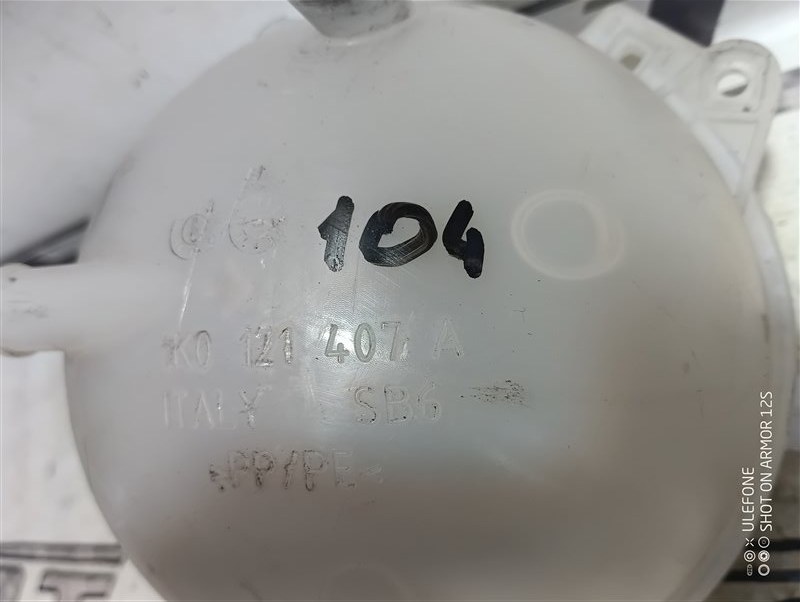 104
1K0 121 407 A
ITALY SB6
>PP/PE<
ULEFONE
SHOT ON ARMOR 12S